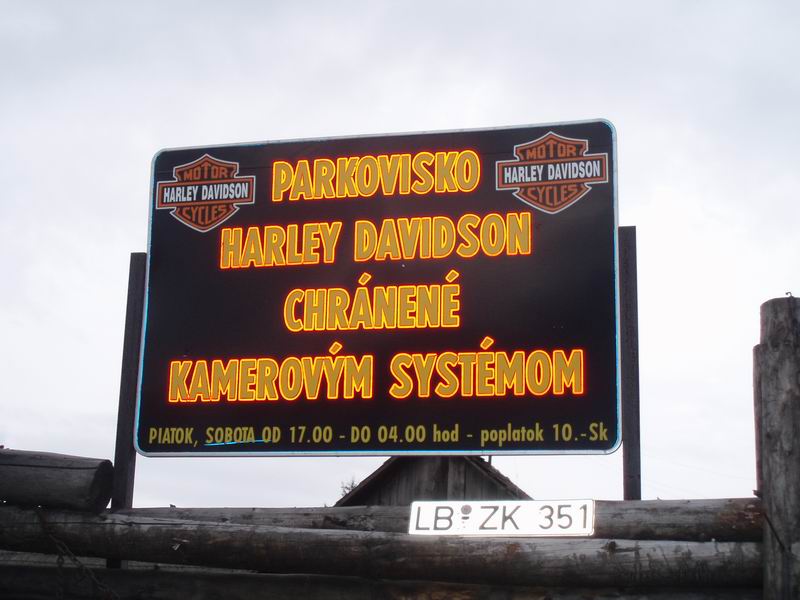 MOTOR
HARLEY DAVIDSON
CYCLES
MOTOR
HARLEY DAVIDSON
CYCLES
PARKOVISKO
HARLEY DAVIDSON
CHRÁNENÉ
KAMEROVÝM SYSTÉMOM
PIATOK, SOBOTA OD 17.00 - DO 04.00 hod - poplatok 10.-Sk
LB ZK 351